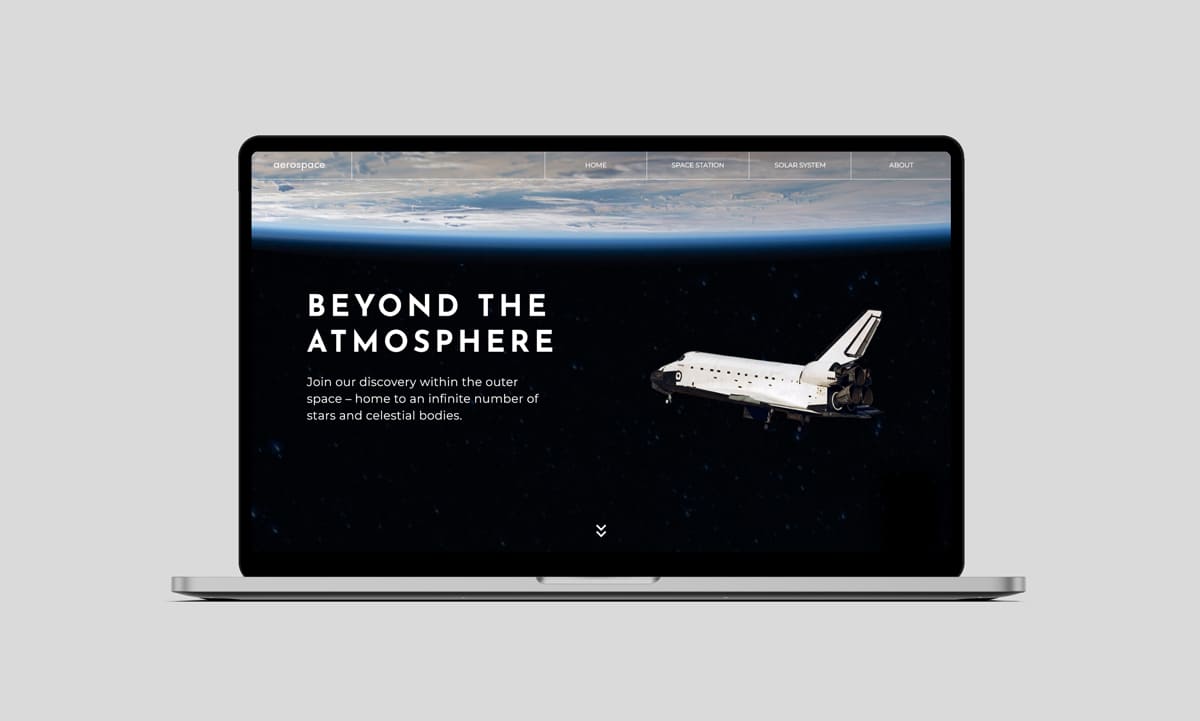 aerospace
HOME
SPACE STATION
SOLAR SYSTEM
ABOUT
BEYOND THE
ATMOSPHERE
Join our discovery within the outer
space – home to an infinite number of
stars and celestial bodies.